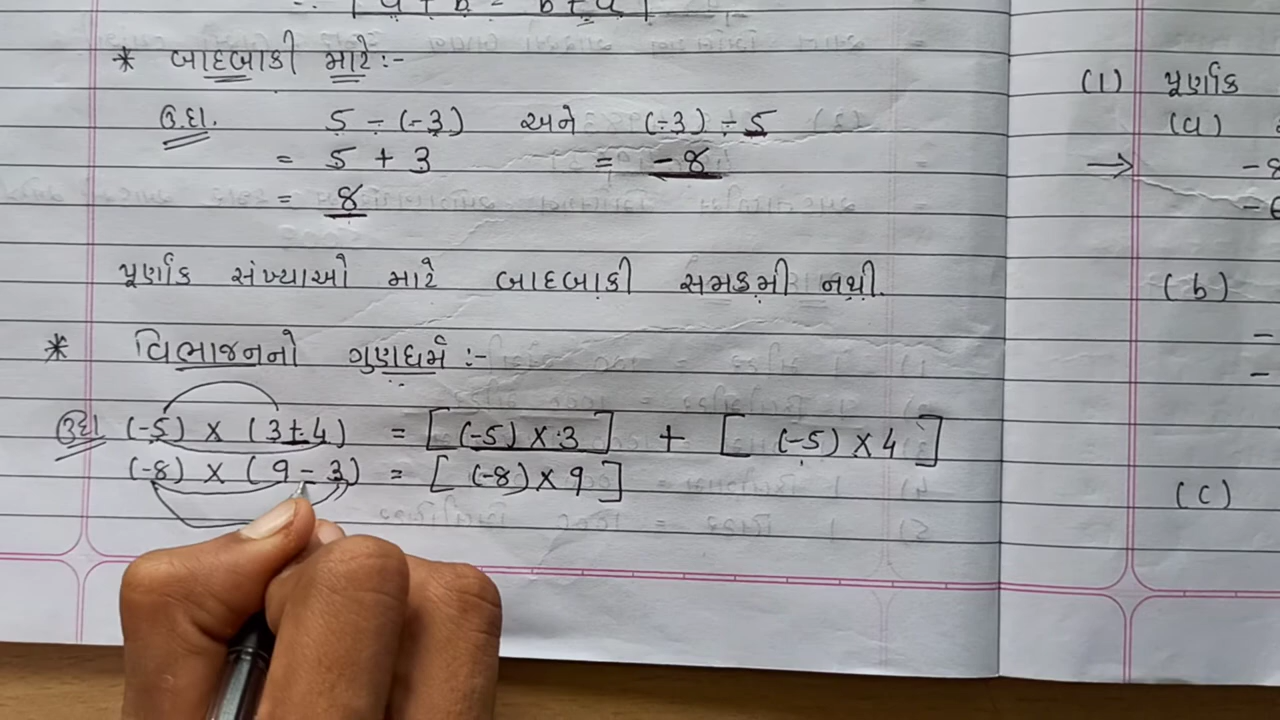 a + b = b + a
* બાદબાકી માટે:-
ઉદા. 5 - (-3) અને (-3) - 5
= 5 + 3 = -8
= 8
પૂર્ણાંક સંખ્યાઓ માટે બાદબાકી સમક્રમી નથી.
* વિભાજનનો ગુણધર્મ :-
ઉદા (-5) × (3+4) = [(-5) × 3] + [(-5) × 4]
(-8) × (9 - 3) = [(-8) × 9]
(1) પૂર્ણાંક
(a)
→ -8
(b)
-
-
(c)